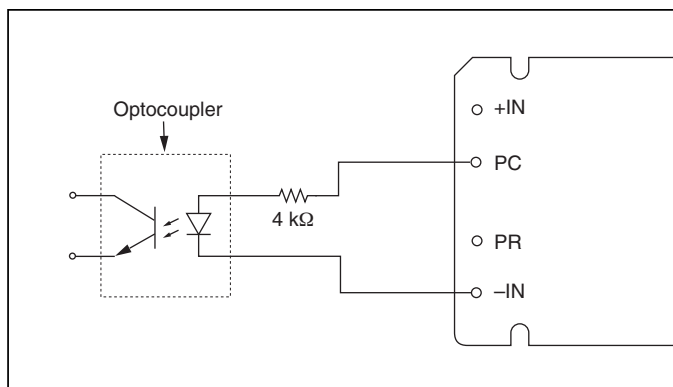 Optocoupler
4 kΩ
+IN
PC
PR
–IN